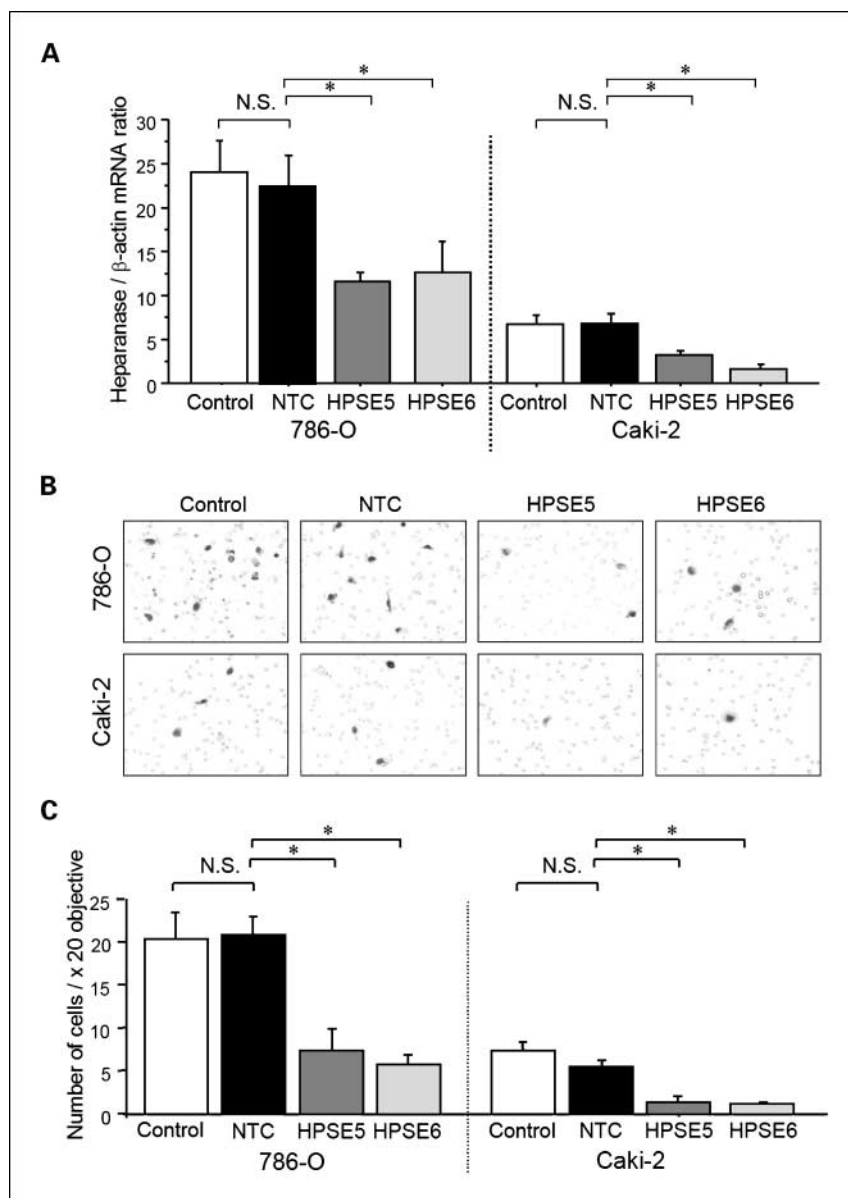 A
* *
* *
N.S. N.S.
Heparanase / β-actin mRNA ratio
30
25
20
15
10
5
0
Control NTC HPSE5 HPSE6 Control NTC HPSE5 HPSE6
786-O Caki-2
B
Control NTC HPSE5 HPSE6
786-O
Caki-2
C
* *
* *
N.S. N.S.
Number of cells / x 20 objective
25
20
15
10
5
0
Control NTC HPSE5 HPSE6 Control NTC HPSE5 HPSE6
786-O Caki-2